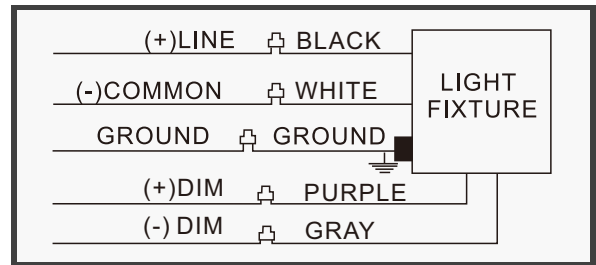 (+)LINE BLACK
(-)COMMON WHITE
LIGHT
FIXTURE
GROUND GROUND
(+)DIM PURPLE
(-) DIM GRAY